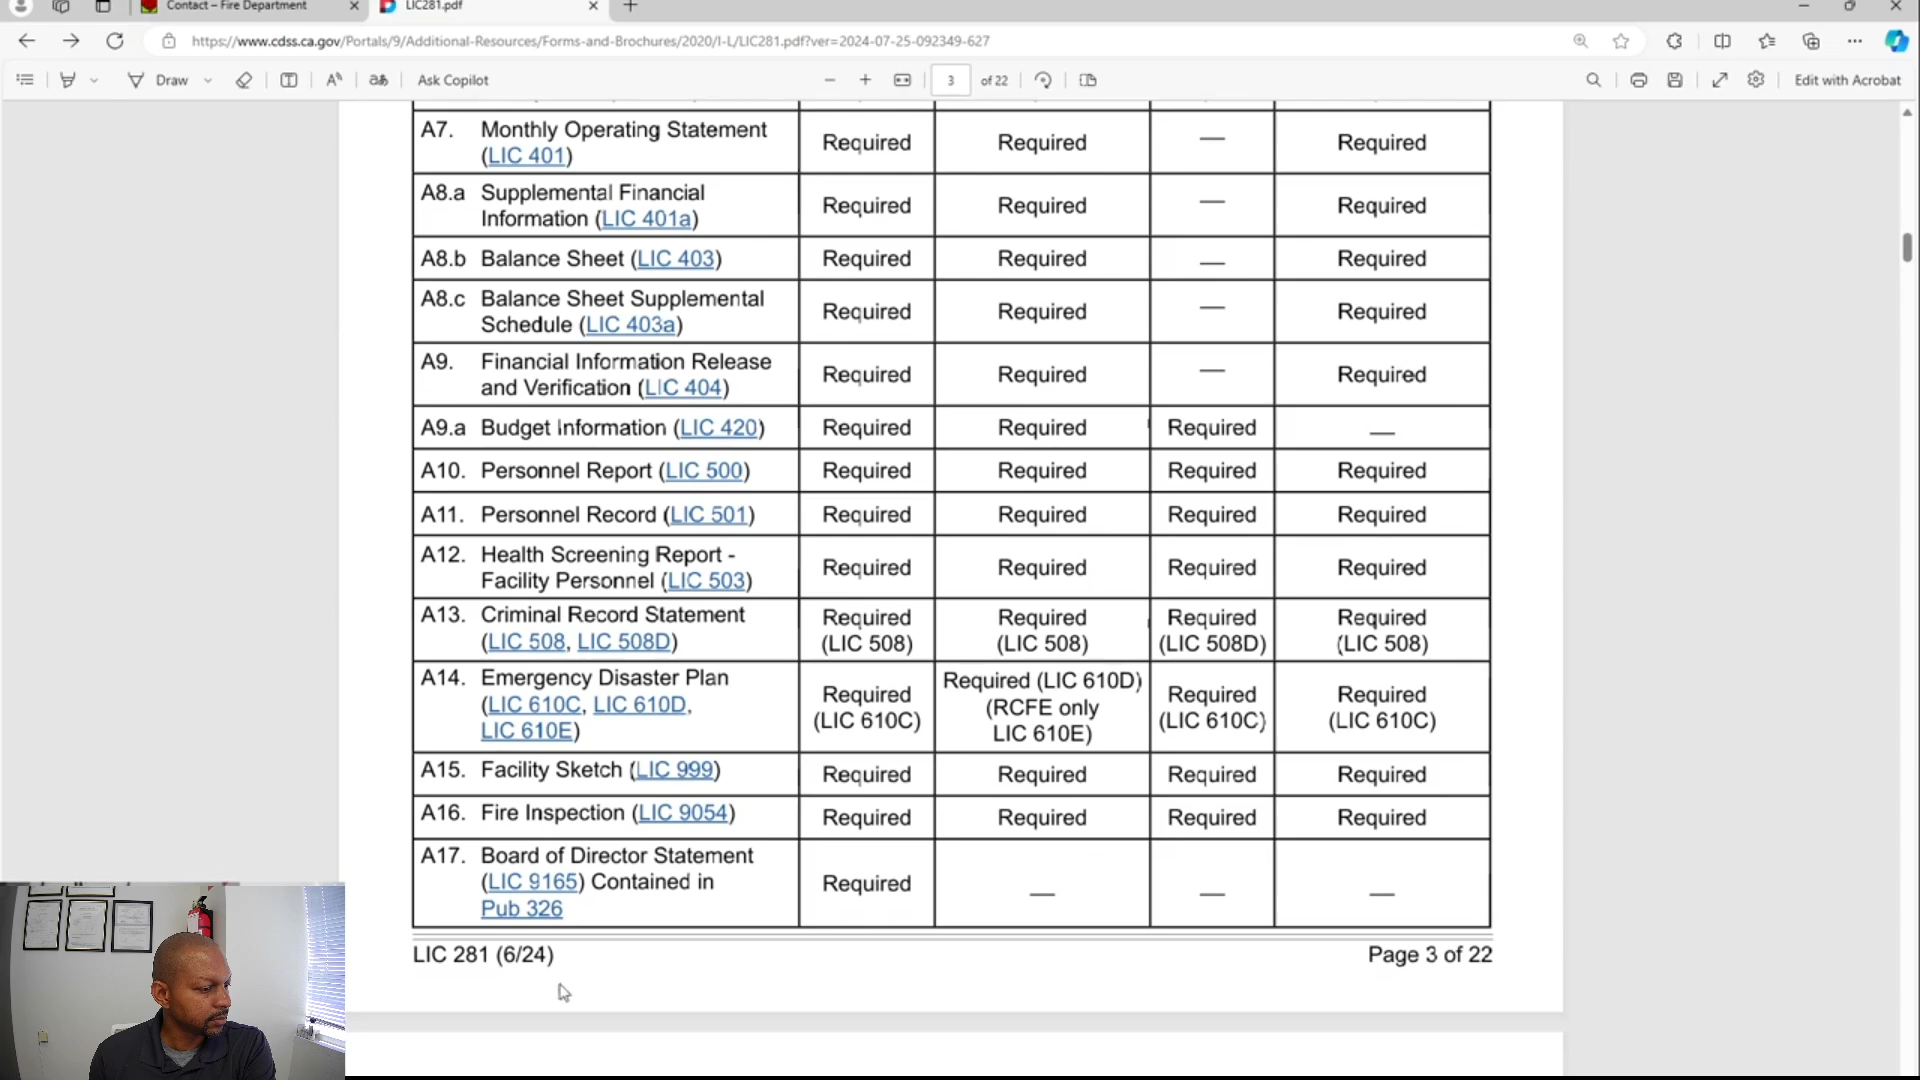 Contact – Fire Department
LIC281.pdf
https://www.cdss.ca.gov/Portals/9/Additional-Resources/Forms-and-Brochures/2020/I-L/LIC281.pdf?ver=2024-07-25-092349-627
Draw
Ask Copilot
3 of 22
Edit with Acrobat
A7. Monthly Operating Statement (LIC 401) Required Required — Required
A8.a Supplemental Financial Information (LIC 401a) Required Required — Required
A8.b Balance Sheet (LIC 403) Required Required — Required
A8.c Balance Sheet Supplemental Schedule (LIC 403a) Required Required — Required
A9. Financial Information Release and Verification (LIC 404) Required Required — Required
A9.a Budget Information (LIC 420) Required Required Required —
A10. Personnel Report (LIC 500) Required Required Required Required
A11. Personnel Record (LIC 501) Required Required Required Required
A12. Health Screening Report - Facility Personnel (LIC 503) Required Required Required Required
A13. Criminal Record Statement (LIC 508, LIC 508D) Required (LIC 508) Required (LIC 508) Required (LIC 508D) Required (LIC 508)
A14. Emergency Disaster Plan (LIC 610C, LIC 610D, LIC 610E) Required (LIC 610C) Required (LIC 610D) (RCFE only LIC 610E) Required (LIC 610C) Required (LIC 610C)
A15. Facility Sketch (LIC 999) Required Required Required Required
A16. Fire Inspection (LIC 9054) Required Required Required Required
A17. Board of Director Statement (LIC 9165) Contained in Pub 326 Required — — —
LIC 281 (6/24) Page 3 of 22